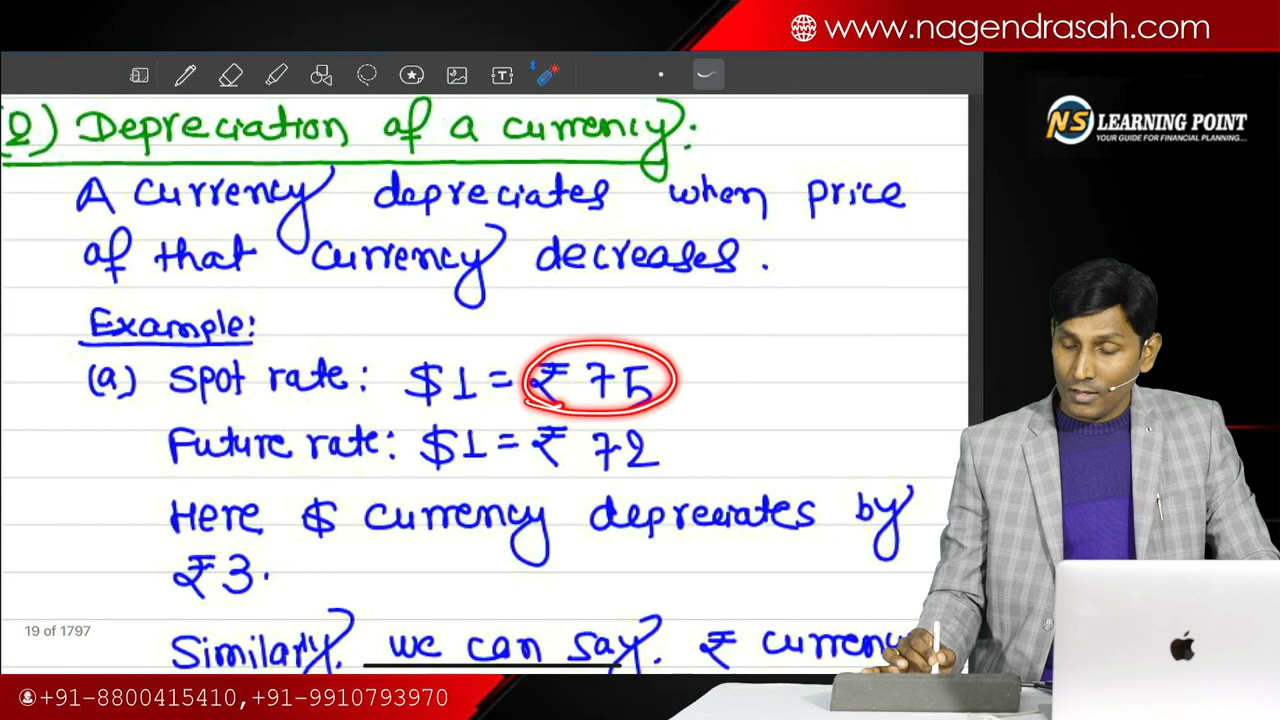 www.nagendrasah.com
NS LEARNING POINT
YOUR GUIDE FOR FINANCIAL PLANNING....
(2) Depreciation of a currency:
A currency depreciates when price
of that currency decreases.
Example:
(a) Spot rate: $1 = ₹ 75
Future rate: $1 = ₹ 72
Here $ currency depreciates by
₹3.
19 of 1797
Similarly, we can say, ₹ currency
+91-8800415410,+91-9910793970